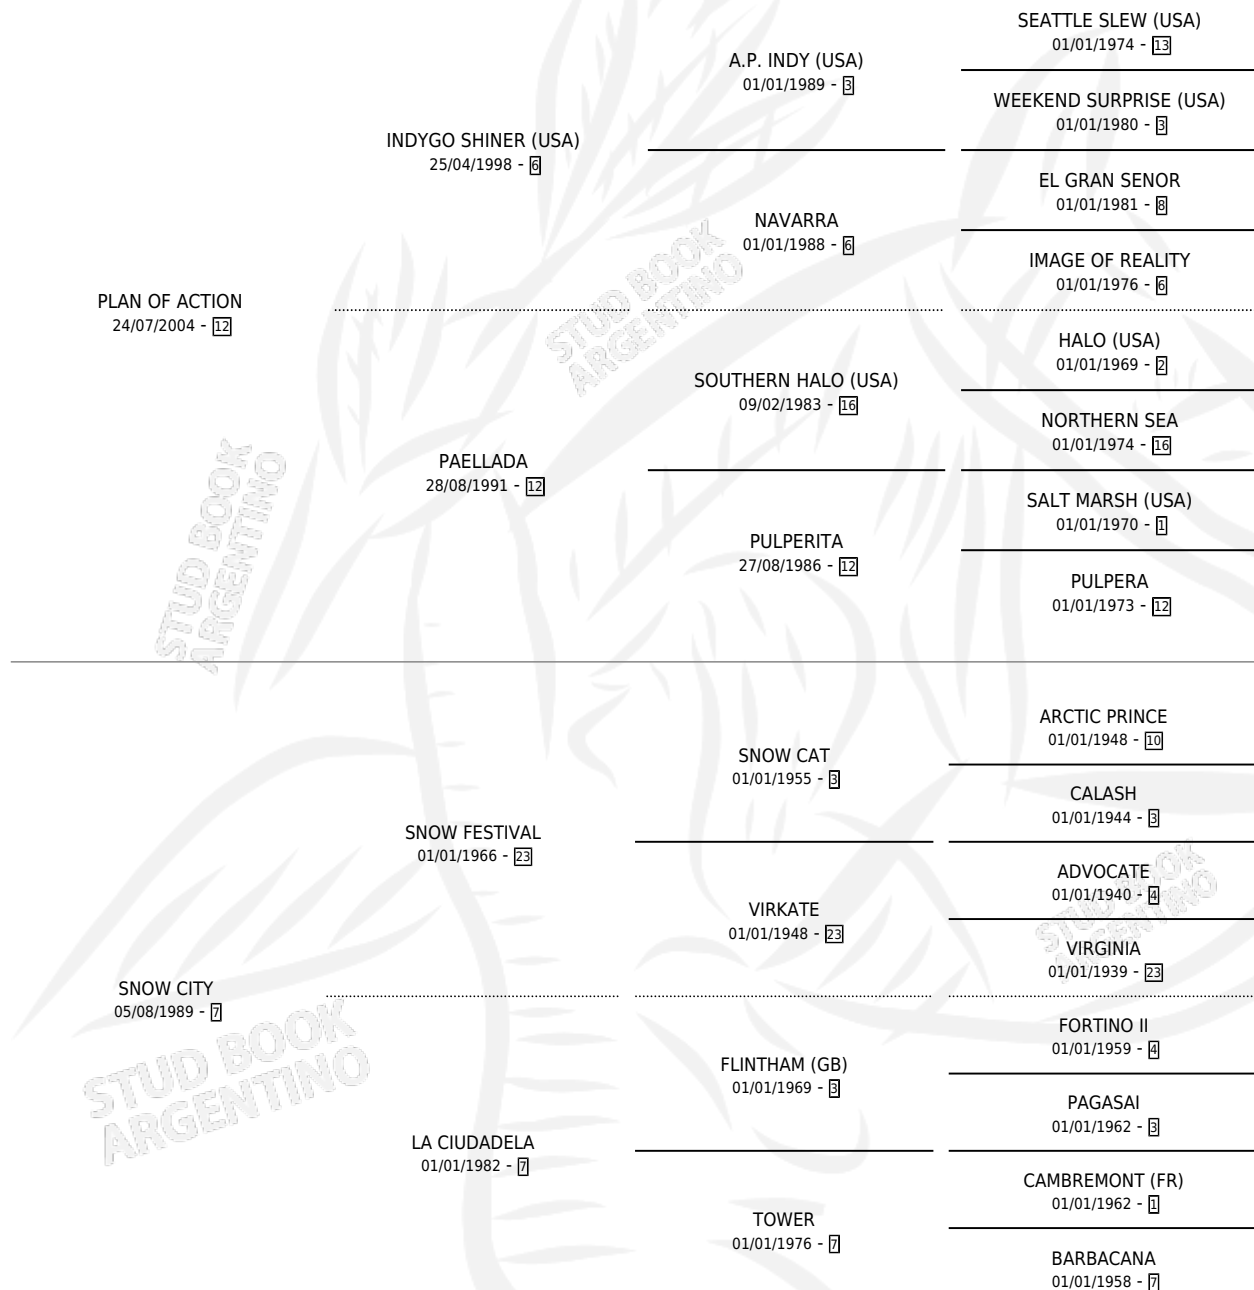 SEATTLE SLEW (USA)
01/01/1974 - 13
A.P. INDY (USA)
01/01/1989 - 3
WEEKEND SURPRISE (USA)
01/01/1980 - 3
INDYGO SHINER (USA)
25/04/1998 - 6
EL GRAN SENOR
01/01/1981 - 8
NAVARRA
01/01/1988 - 6
IMAGE OF REALITY
01/01/1976 - 6
PLAN OF ACTION
24/07/2004 - 12
HALO (USA)
01/01/1969 - 2
SOUTHERN HALO (USA)
09/02/1983 - 16
NORTHERN SEA
01/01/1974 - 16
PAELLADA
28/08/1991 - 12
SALT MARSH (USA)
01/01/1970 - 1
PULPERITA
27/08/1986 - 12
PULPERA
01/01/1973 - 12
ARCTIC PRINCE
01/01/1948 - 10
SNOW CAT
01/01/1955 - 3
CALASH
01/01/1944 - 3
SNOW FESTIVAL
01/01/1966 - 23
ADVOCATE
01/01/1940 - 4
VIRKATE
01/01/1948 - 23
VIRGINIA
01/01/1939 - 23
SNOW CITY
05/08/1989 - 7
FORTINO II
01/01/1959 - 4
FLINTHAM (GB)
01/01/1969 - 3
PAGASAI
01/01/1962 - 3
LA CIUDADELA
01/01/1982 - 7
CAMBREMONT (FR)
01/01/1962 - 1
TOWER
01/01/1976 - 7
BARBACANA
01/01/1958 - 7
STUD BOOK
ARGENTINO
STUD BOOK
ARGENTINO
STUD BOOK
ARGENTINO
STUD BOOK
ARGENTINO